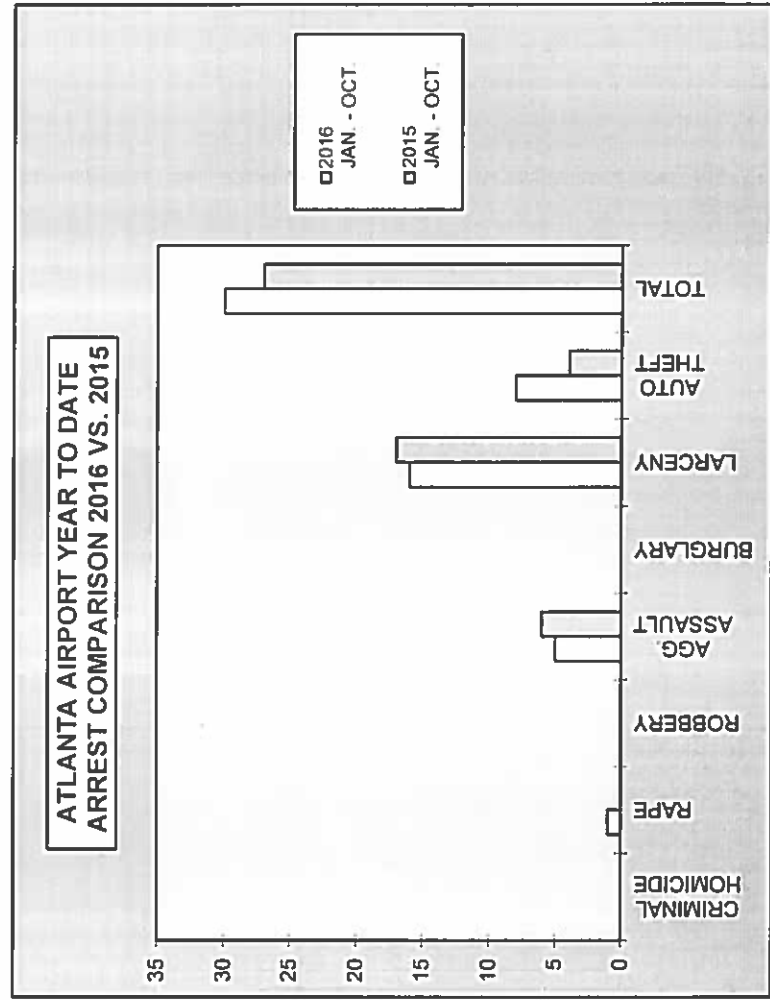 ATLANTA AIRPORT YEAR TO DATE
ARREST COMPARISON 2016 VS. 2015
35
30
25
20
15
10
5
0
CRIMINAL
HOMICIDE
RAPE
ROBBERY
AGG.
ASSAULT
BURGLARY
LARCENY
AUTO
THEFT
TOTAL
2016
JAN. - OCT.
2015
JAN. - OCT.